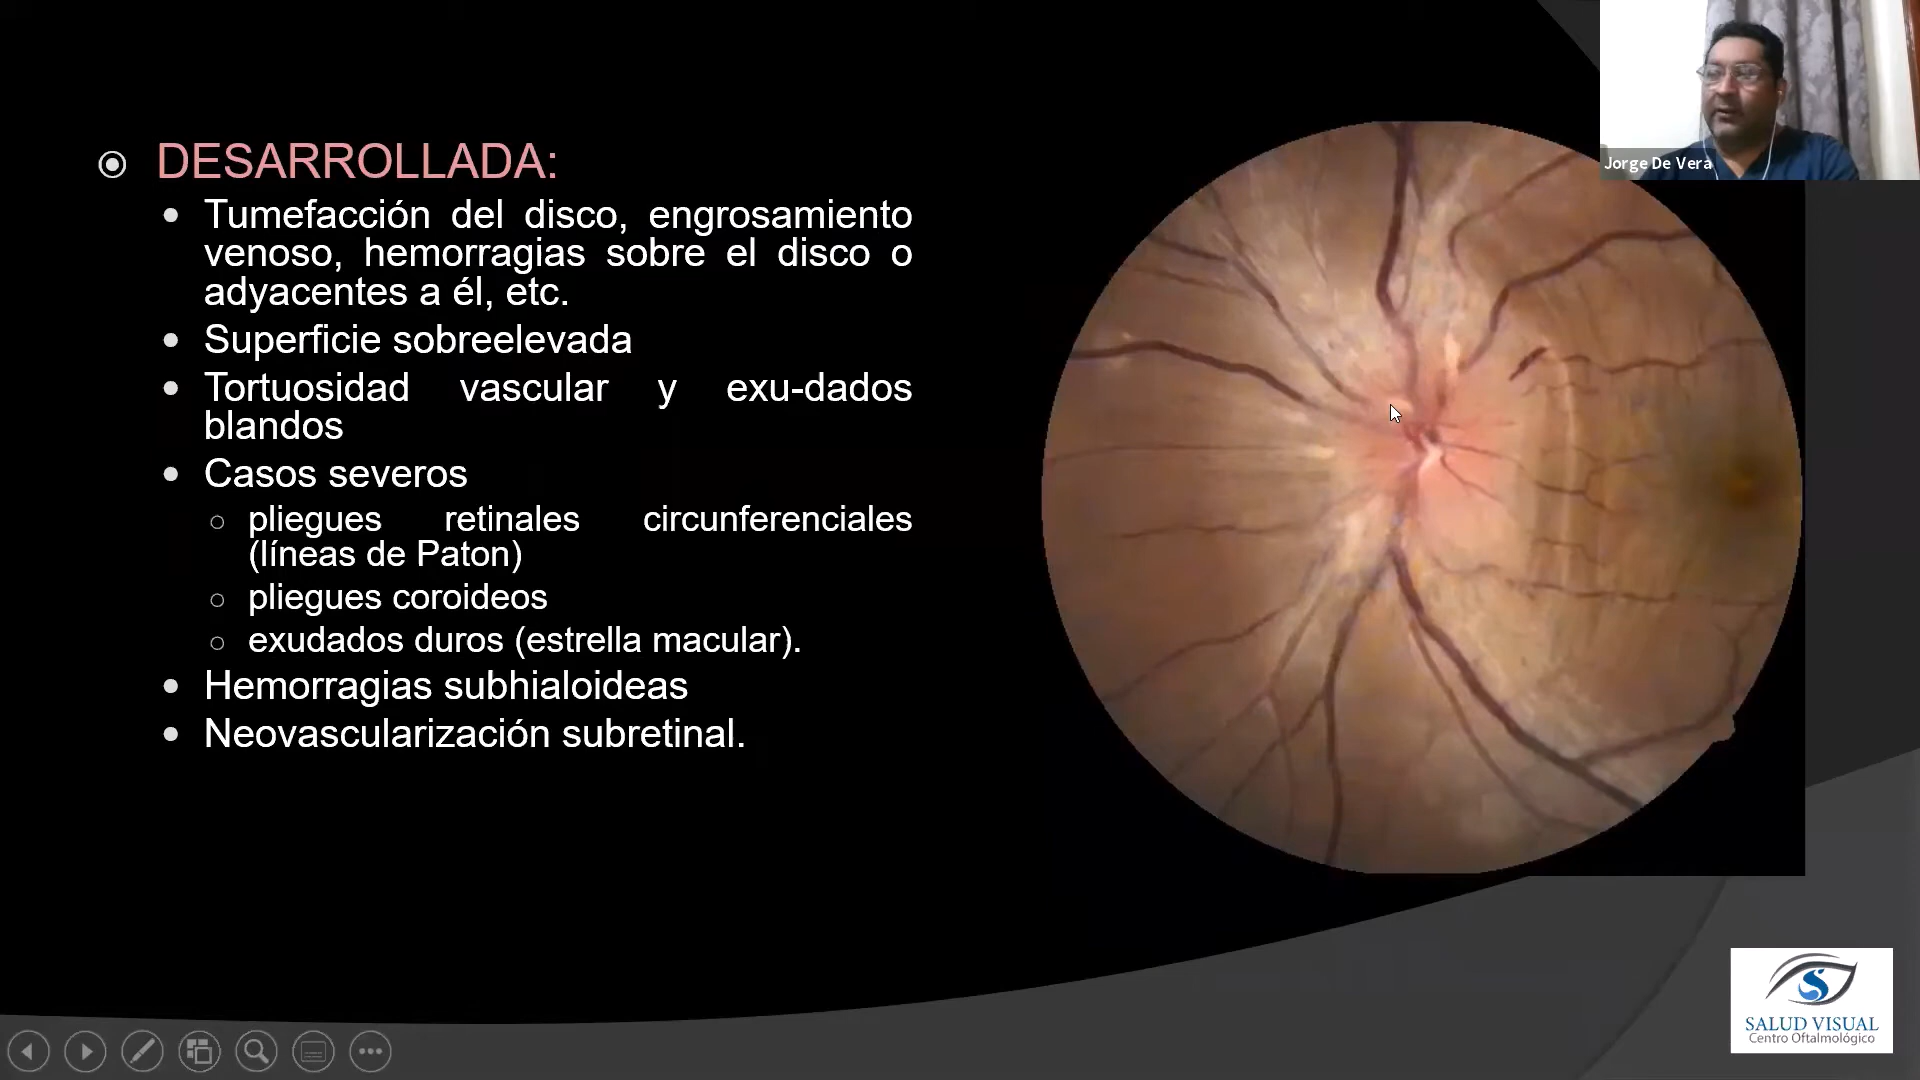 DESARROLLADA:
Tumefacción del disco, engrosamiento
venoso, hemorragias sobre el disco o
adyacentes a él, etc.
Superficie sobreelevada
Tortuosidad vascular y exu-dados
blandos
Casos severos
pliegues retinales circunferenciales
(líneas de Paton)
pliegues coroideos
exudados duros (estrella macular).
Hemorragias subhialoideas
Neovascularización subretinal.
Jorge De Vera
SALUD VISUAL
Centro Oftalmológico